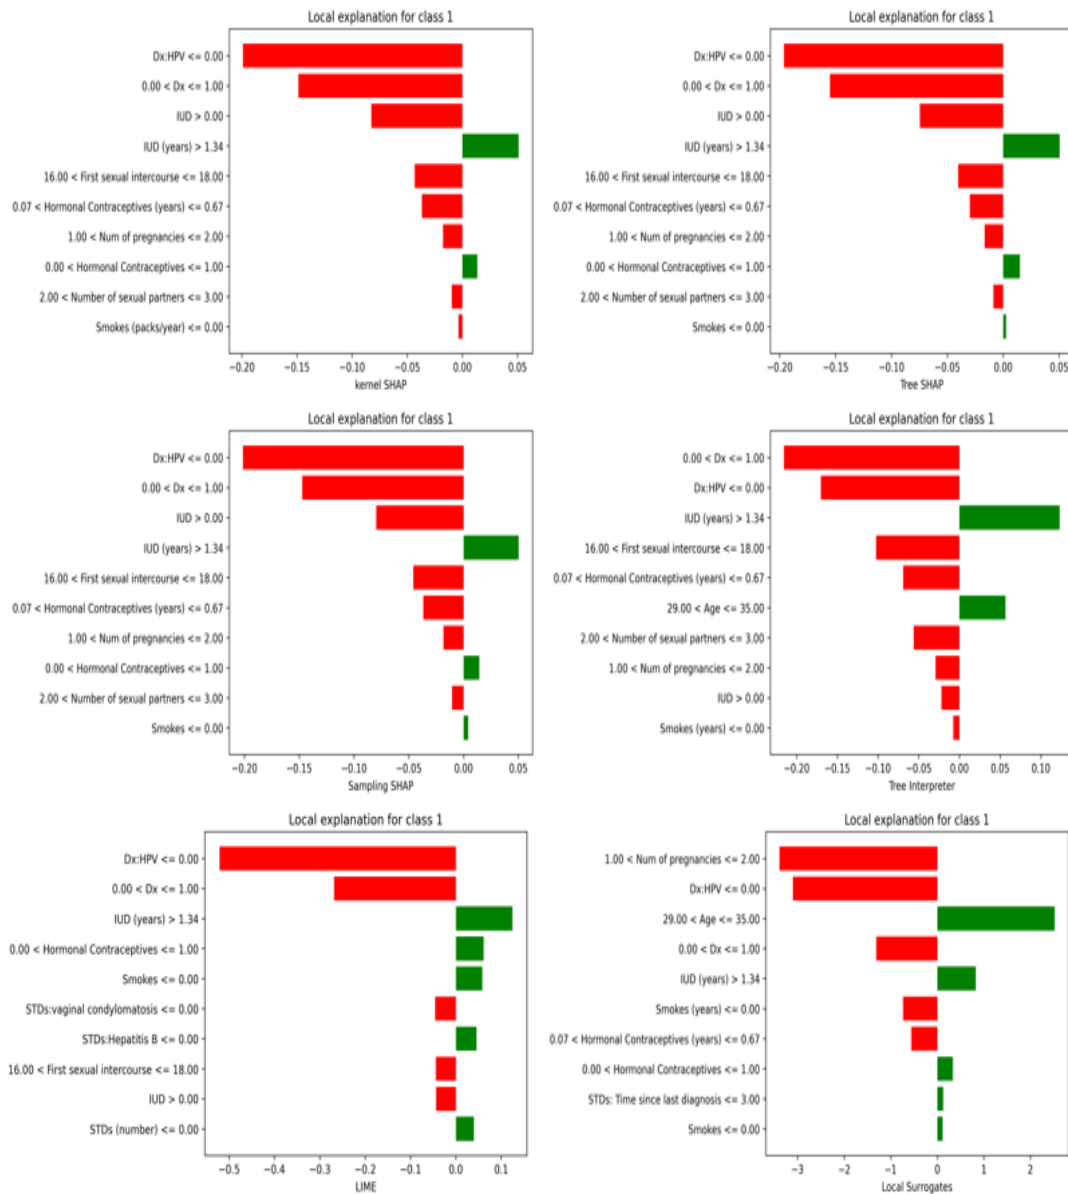 Local explanation for class 1
Dx:HPV <= 0.00
0.00 < Dx <= 1.00
IUD > 0.00
IUD (years) > 1.34
16.00 < First sexual intercourse <= 18.00
0.07 < Hormonal Contraceptives (years) <= 0.67
1.00 < Num of pregnancies <= 2.00
0.00 < Hormonal Contraceptives <= 1.00
2.00 < Number of sexual partners <= 3.00
Smokes (packs/year) <= 0.00
−0.20 −0.15 −0.10 −0.05 0.00 0.05
kernel SHAP
Local explanation for class 1
Dx:HPV <= 0.00
0.00 < Dx <= 1.00
IUD > 0.00
IUD (years) > 1.34
16.00 < First sexual intercourse <= 18.00
0.07 < Hormonal Contraceptives (years) <= 0.67
1.00 < Num of pregnancies <= 2.00
0.00 < Hormonal Contraceptives <= 1.00
2.00 < Number of sexual partners <= 3.00
Smokes <= 0.00
−0.20 −0.15 −0.10 −0.05 0.00 0.05
Tree SHAP
Local explanation for class 1
Dx:HPV <= 0.00
0.00 < Dx <= 1.00
IUD > 0.00
IUD (years) > 1.34
16.00 < First sexual intercourse <= 18.00
0.07 < Hormonal Contraceptives (years) <= 0.67
1.00 < Num of pregnancies <= 2.00
0.00 < Hormonal Contraceptives <= 1.00
2.00 < Number of sexual partners <= 3.00
Smokes <= 0.00
−0.20 −0.15 −0.10 −0.05 0.00 0.05
Sampling SHAP
Local explanation for class 1
0.00 < Dx <= 1.00
Dx:HPV <= 0.00
IUD (years) > 1.34
16.00 < First sexual intercourse <= 18.00
0.07 < Hormonal Contraceptives (years) <= 0.67
29.00 < Age <= 35.00
2.00 < Number of sexual partners <= 3.00
1.00 < Num of pregnancies <= 2.00
IUD > 0.00
Smokes (years) <= 0.00
−0.20 −0.15 −0.10 −0.05 0.00 0.05 0.10
Tree Interpreter
Local explanation for class 1
Dx:HPV <= 0.00
0.00 < Dx <= 1.00
IUD (years) > 1.34
0.00 < Hormonal Contraceptives <= 1.00
Smokes <= 0.00
STDs:vaginal condylomatosis <= 0.00
STDs:Hepatitis B <= 0.00
16.00 < First sexual intercourse <= 18.00
IUD > 0.00
STDs (number) <= 0.00
−0.5 −0.4 −0.3 −0.2 −0.1 0.0 0.1
LIME
Local explanation for class 1
1.00 < Num of pregnancies <= 2.00
Dx:HPV <= 0.00
29.00 < Age <= 35.00
0.00 < Dx <= 1.00
IUD (years) > 1.34
Smokes (years) <= 0.00
0.07 < Hormonal Contraceptives (years) <= 0.67
0.00 < Hormonal Contraceptives <= 1.00
STDs: Time since last diagnosis <= 3.00
Smokes <= 0.00
−3 −2 −1 0 1 2
Local Surrogates